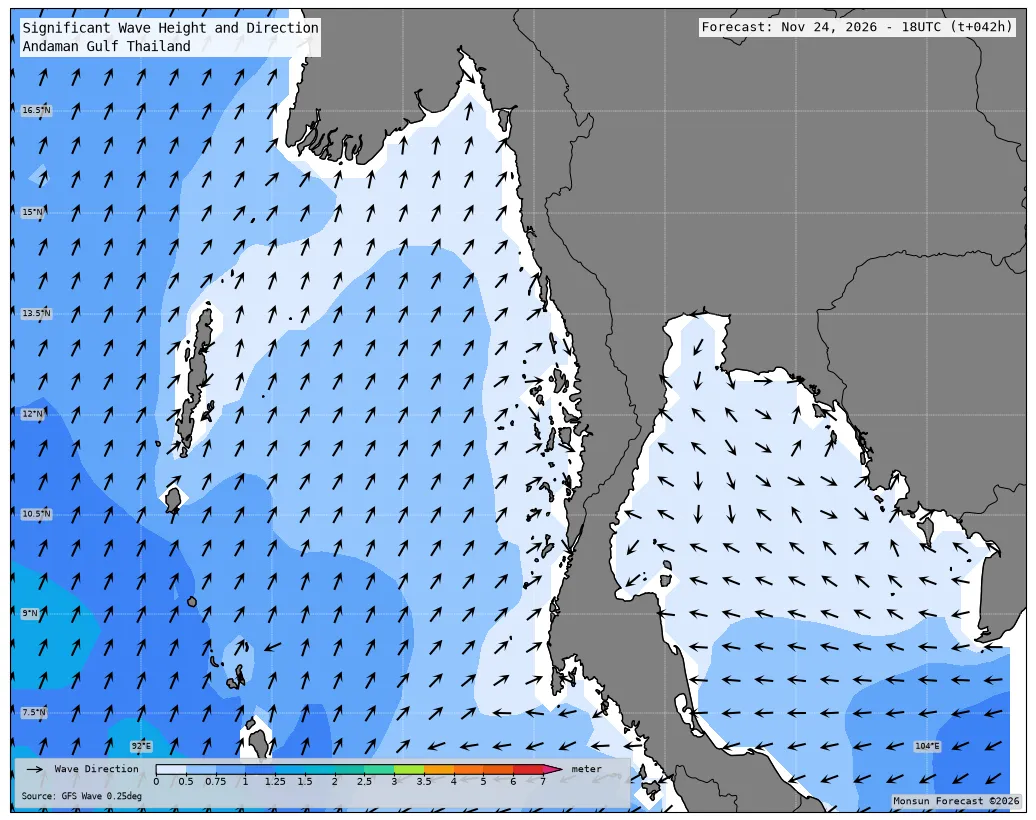 Significant Wave Height and Direction
Andaman Gulf Thailand
Forecast: Nov 24, 2026 - 18UTC (t+042h)
16.5°N
15°N
13.5°N
12°N
10.5°N
9°N
7.5°N
92°E
104°E
Wave Direction
0 0.5 0.75 1 1.25 1.5 2 2.5 3 3.5 4 5 6 7
meter
Source: GFS Wave 0.25deg
Monsun Forecast ©2026